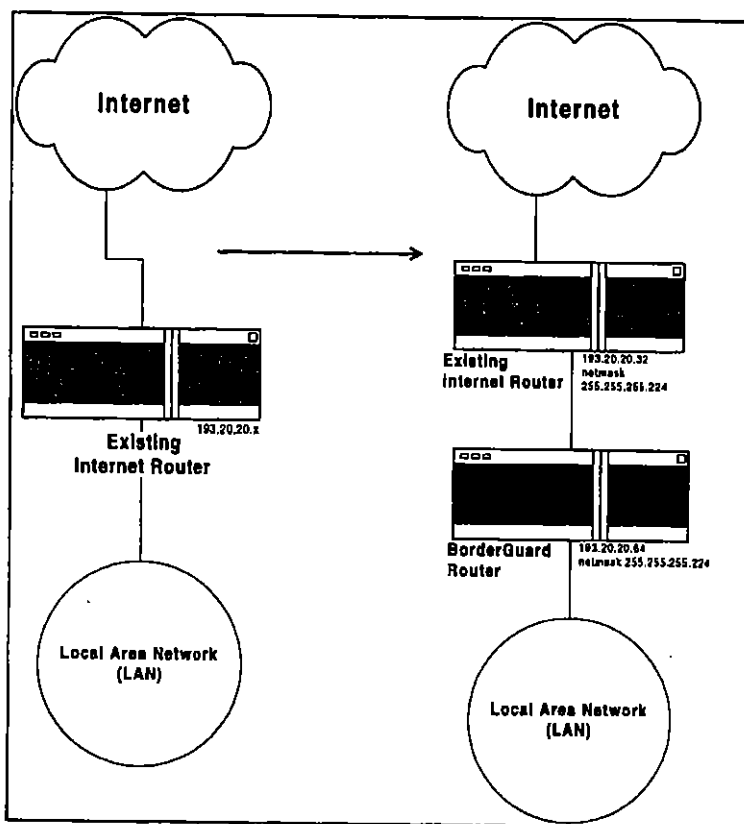 Internet
Existing
Internet Router
193.20.20.x
Local Area Network
(LAN)
Internet
Existing
Internet Router
193.20.20.32
netmask
255.255.255.224
BorderGuard
Router
193.20.20.64
netmask 255.255.255.224
Local Area Network
(LAN)